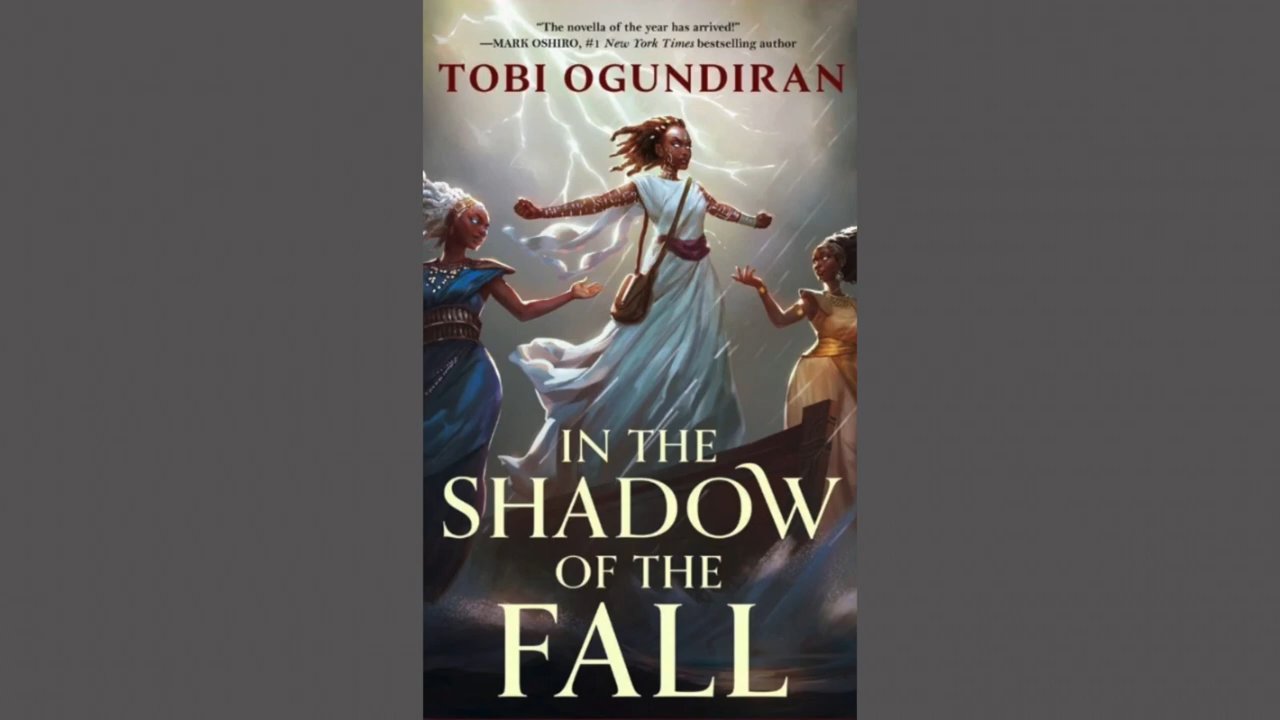 “The novella of the year has arrived!”
—MARK OSHIRO, #1 New York Times bestselling author
TOBI OGUNDIRAN
IN THE
SHADOW
OF THE
FALL